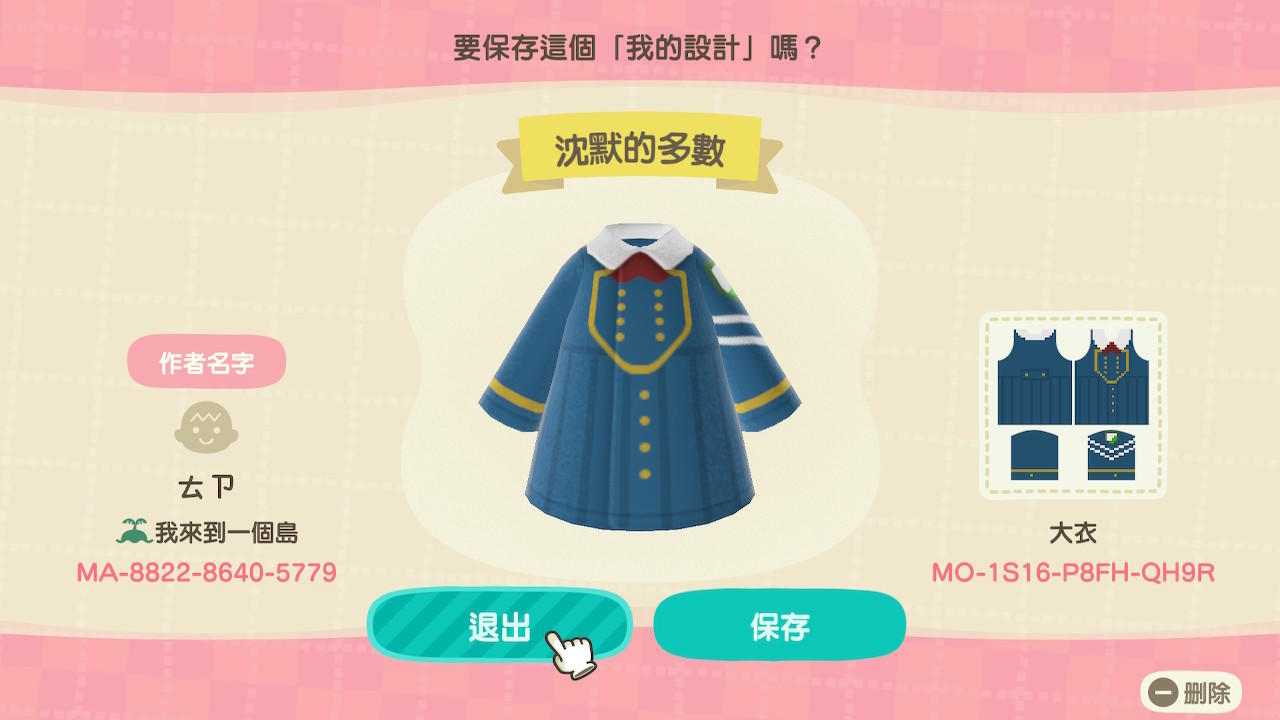 要保存這個「我的設計」嗎？
沈默的多數
作者名字
ㄊㄗ
我來到一個島
MA-8822-8640-5779
大衣
MO-1S16-P8FH-QH9R
退出
保存
刪除